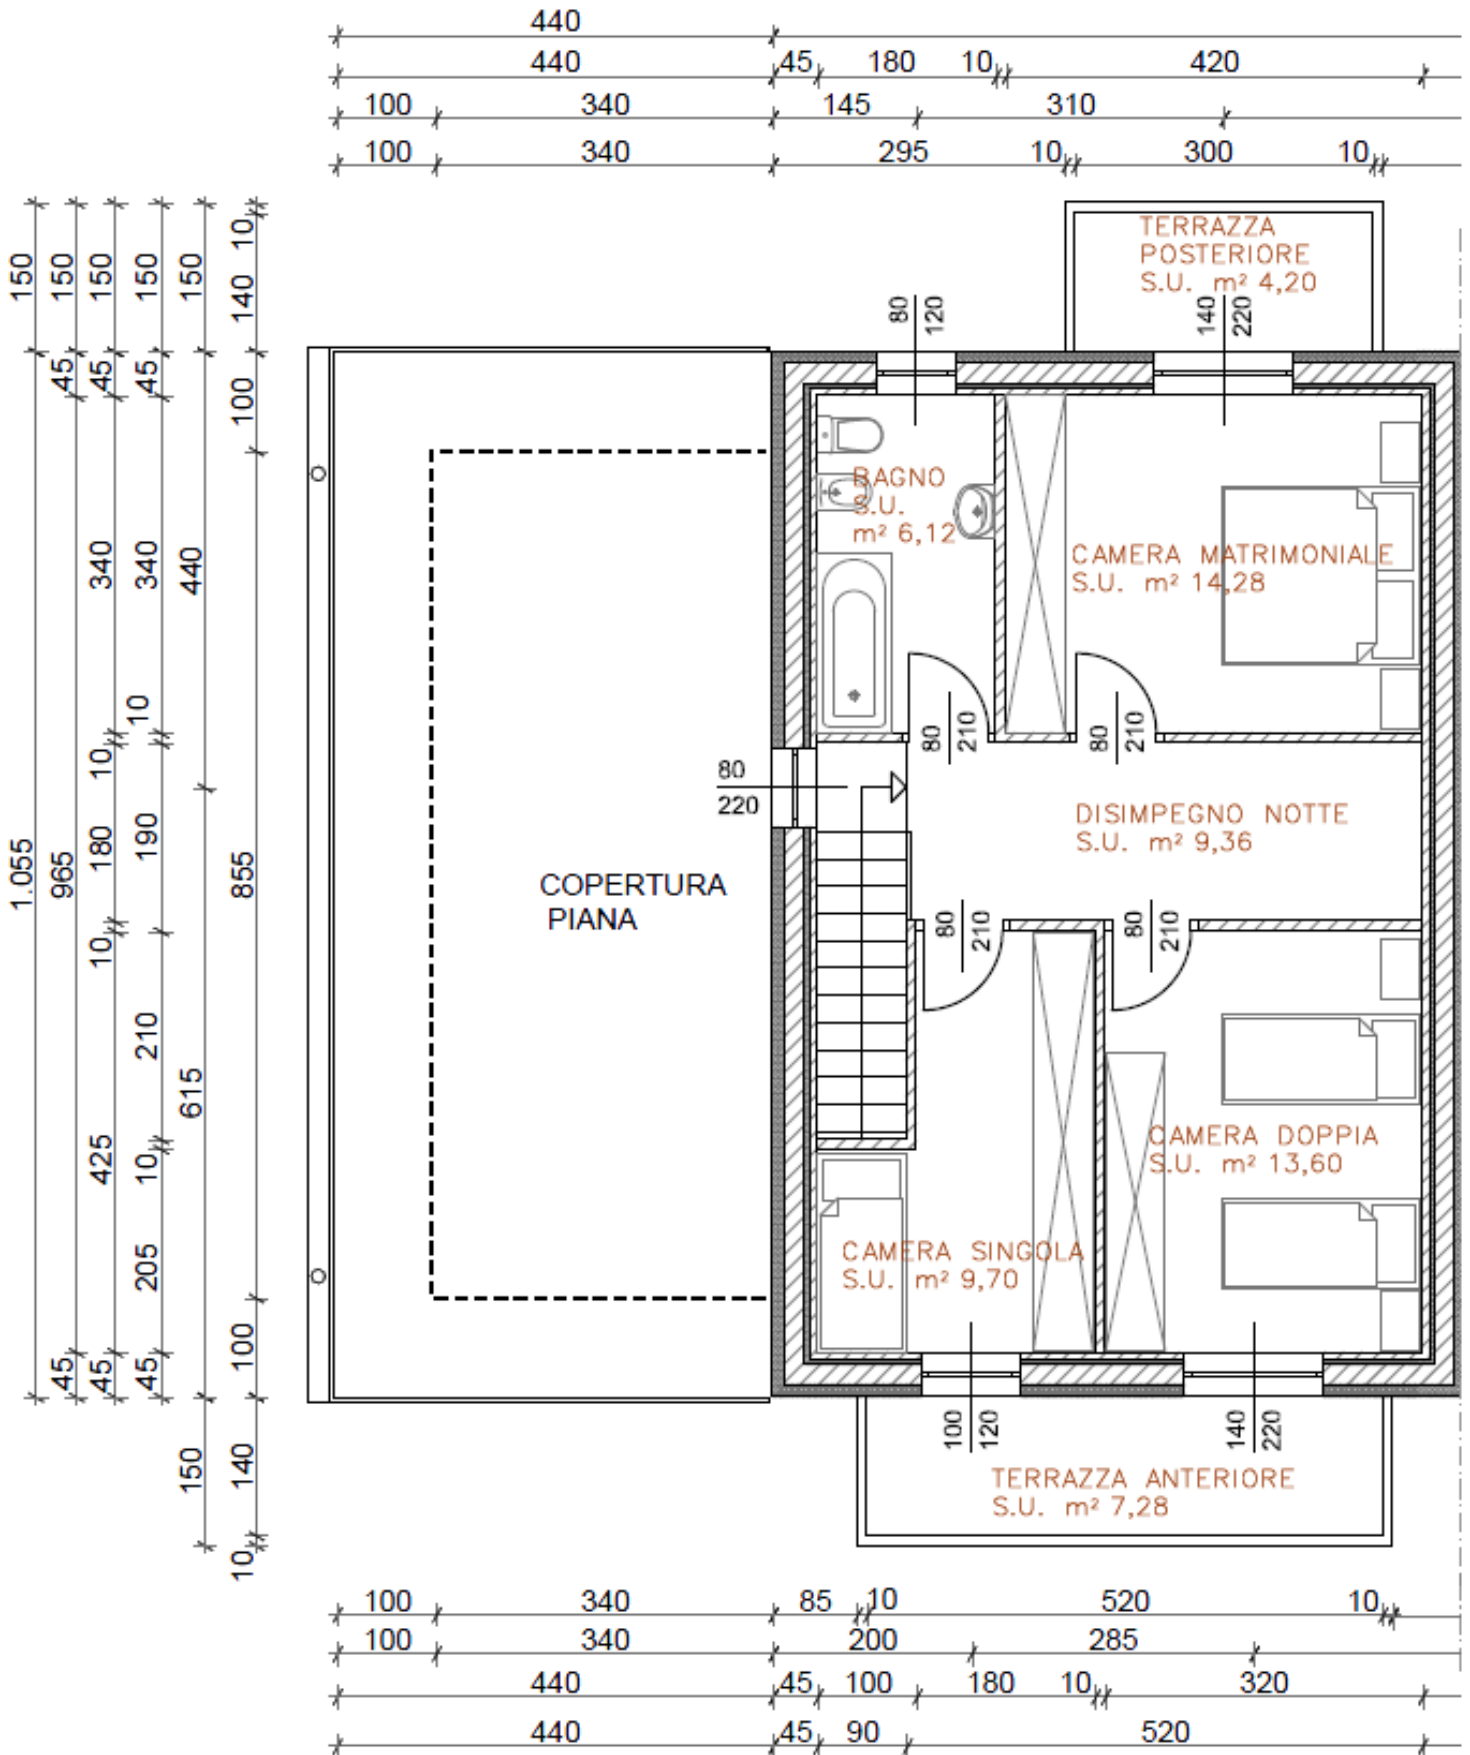 440
440 45 180 10 420
100 340 145 310
100 340 295 10 300 10
150 150 150 150 150 140 10
TERRAZZA
POSTERIORE
S.U. m² 4,20
80
120
140
220
45 45 45 100
BAGNO
S.U.
m² 6,12
340 340 440
CAMERA MATRIMONIALE
S.U. m² 14,28
10
10
80
210
80
210
80
220
DISIMPEGNO NOTTE
S.U. m² 9,36
1.055 965 180 190 855
COPERTURA
PIANA
10
80
210
80
210
210
615
425 10
CAMERA DOPPIA
S.U. m² 13,60
205
CAMERA SINGOLA
S.U. m² 9,70
45 45 45 100
100
120
140
220
150 140
TERRAZZA ANTERIORE
S.U. m² 7,28
10
100 340 85 10 520 10
100 340 200 285
440 45 100 180 10 320
440 45 90 520